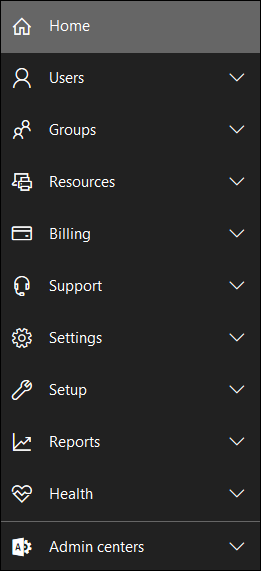 Home
Users
Groups
Resources
Billing
Support
Settings
Setup
Reports
Health
A Admin centers